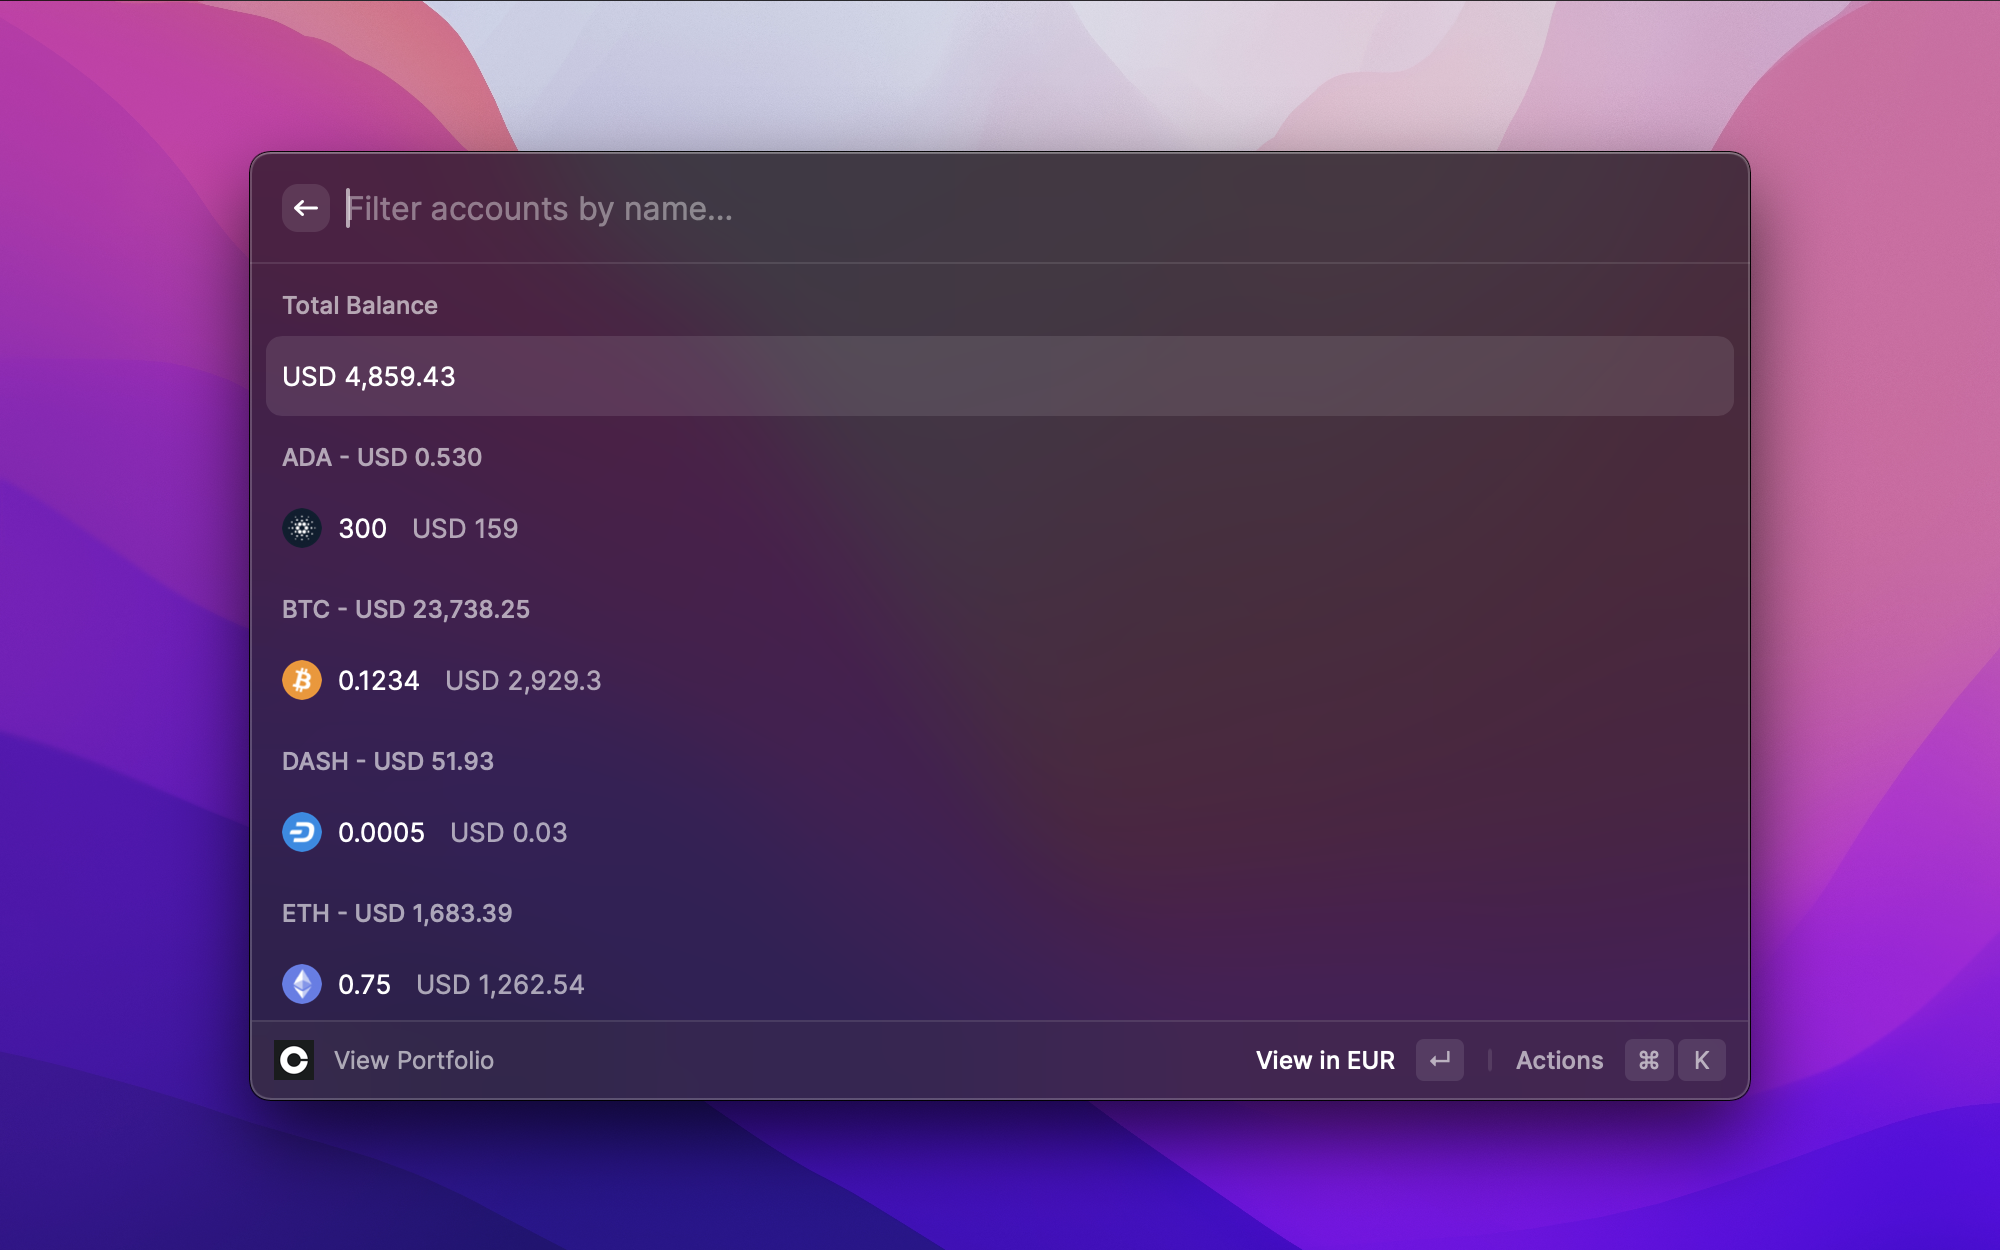 Filter accounts by name...
Total Balance
USD 4,859.43
ADA - USD 0.530
300 USD 159
BTC - USD 23,738.25
0.1234 USD 2,929.3
DASH - USD 51.93
0.0005 USD 0.03
ETH - USD 1,683.39
0.75 USD 1,262.54
View Portfolio View in EUR ↵ | Actions ⌘ K